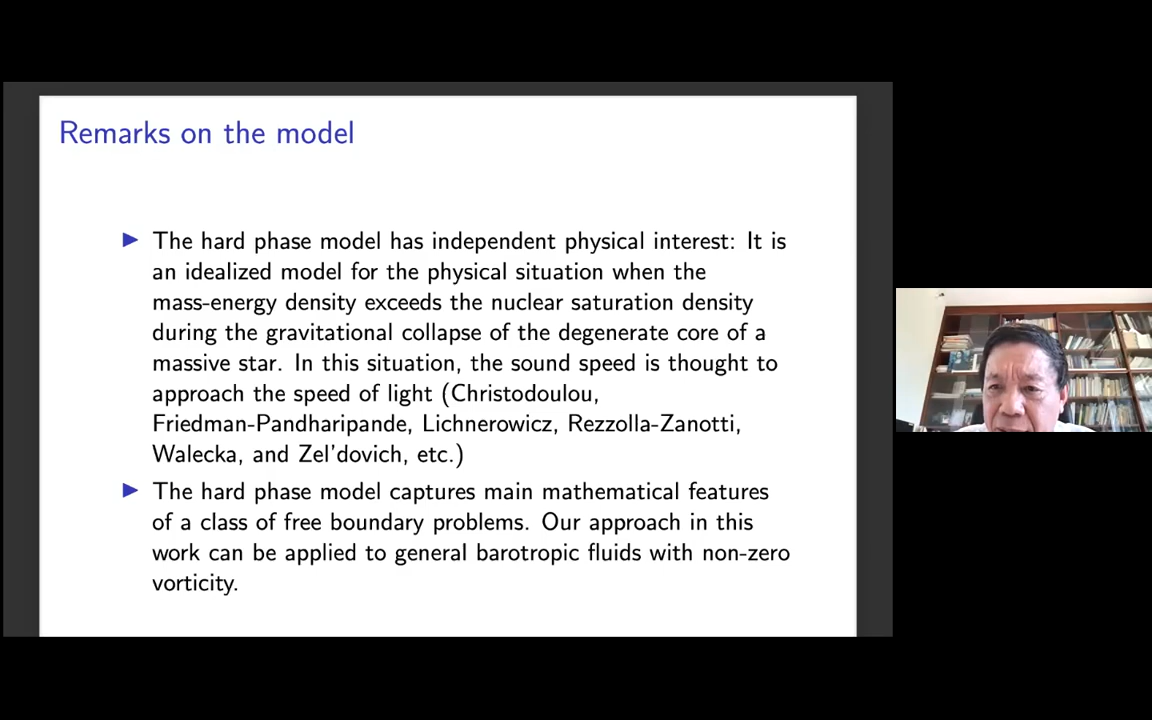 Remarks on the model
The hard phase model has independent physical interest: It is
an idealized model for the physical situation when the
mass-energy density exceeds the nuclear saturation density
during the gravitational collapse of the degenerate core of a
massive star. In this situation, the sound speed is thought to
approach the speed of light (Christodoulou,
Friedman-Pandharipande, Lichnerowicz, Rezzolla-Zanotti,
Walecka, and Zel'dovich, etc.)
The hard phase model captures main mathematical features
of a class of free boundary problems. Our approach in this
work can be applied to general barotropic fluids with non-zero
vorticity.